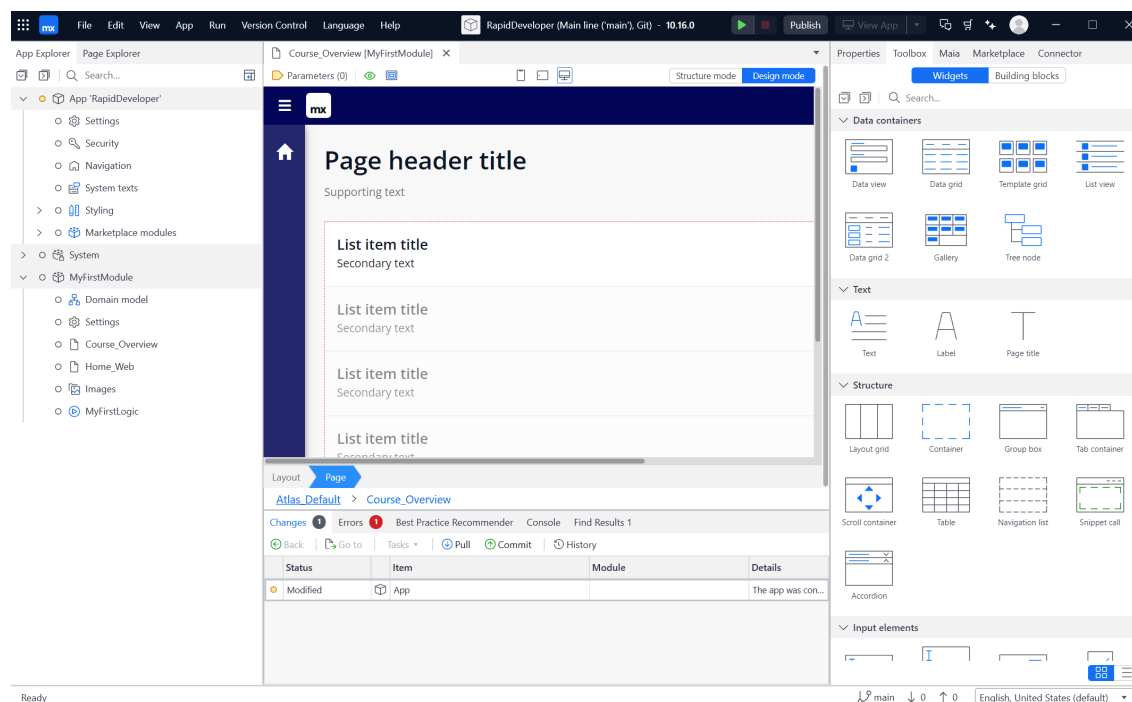 mx File Edit View App Run Version Control Language Help RapidDeveloper (Main line ('main'), Git) - 10.16.0 Publish View App
App Explorer Page Explorer
Search...
App 'RapidDeveloper'
Settings
Security
Navigation
System texts
Styling
Marketplace modules
System
MyFirstModule
Domain model
Settings
Course_Overview
Home_Web
Images
MyFirstLogic
Course_Overview [MyFirstModule]
Parameters (0) Structure mode Design mode
mx
Page header title
Supporting text
List item title
Secondary text
List item title
Secondary text
List item title
Secondary text
List item title
Secondary text
Layout Page
Atlas_Default > Course_Overview
Changes 1 Errors 1 Best Practice Recommender Console Find Results 1
Back Go to Tasks Pull Commit History
Status Item Module Details
Modified App The app was con...
Properties Toolbox Maia Marketplace Connector
Widgets Building blocks
Search...
Data containers
Data view Data grid Template grid List view
Data grid 2 Gallery Tree node
Text
Text Label Page title
Structure
Layout grid Container Group box Tab container
Scroll container Table Navigation list Snippet call
Accordion
Input elements
Ready main 0 0 English, United States (default)